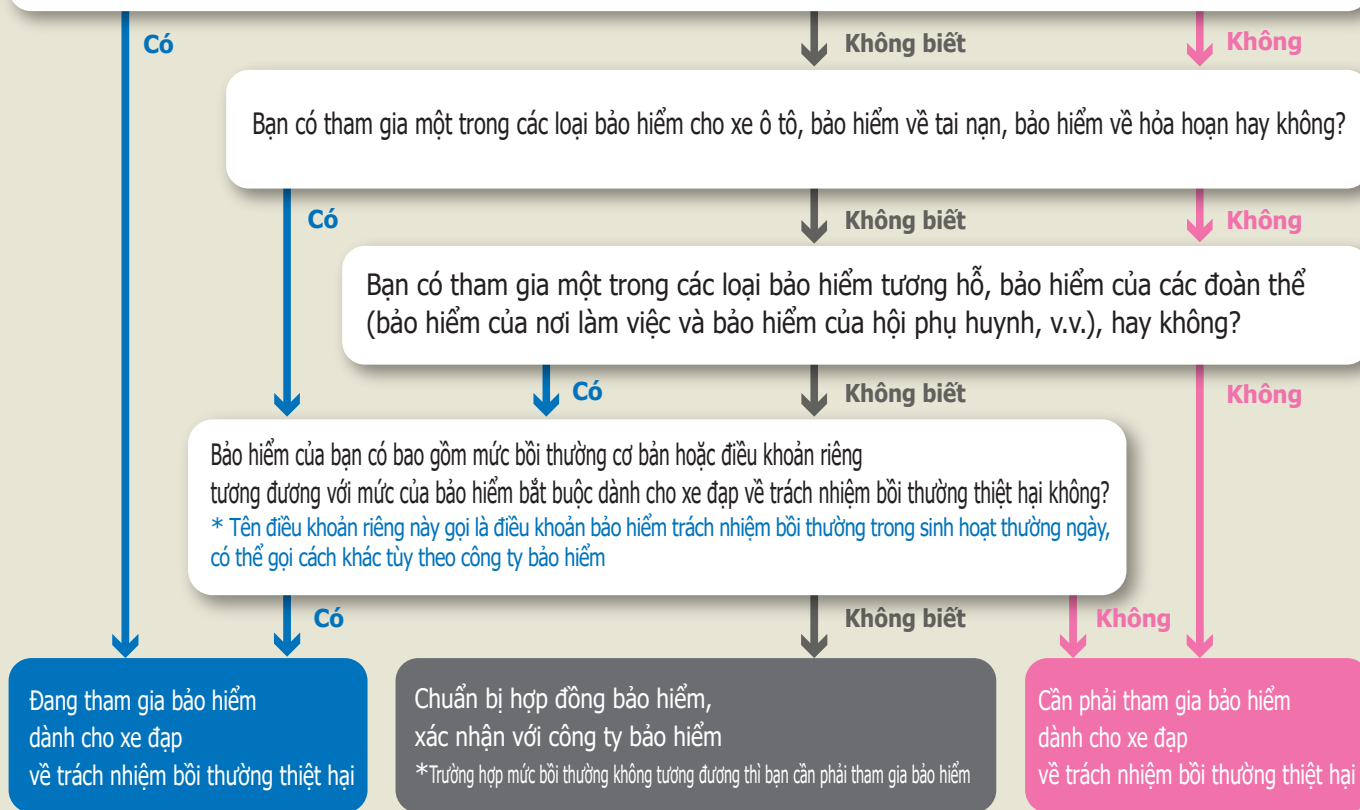 Có
Không biết
Không
Bạn có tham gia một trong các loại bảo hiểm cho xe ô tô, bảo hiểm về tai nạn, bảo hiểm về hỏa hoạn hay không?
Có
Không biết
Không
Bạn có tham gia một trong các loại bảo hiểm tương hỗ, bảo hiểm của các đoàn thể
(bảo hiểm của nơi làm việc và bảo hiểm của hội phụ huynh, v.v.), hay không?
Có
Không biết
Không
Bảo hiểm của bạn có bao gồm mức bồi thường cơ bản hoặc điều khoản riêng
tương đương với mức của bảo hiểm bắt buộc dành cho xe đạp về trách nhiệm bồi thường thiệt hại không?
* Tên điều khoản riêng này gọi là điều khoản bảo hiểm trách nhiệm bồi thường trong sinh hoạt thường ngày,
có thể gọi cách khác tùy theo công ty bảo hiểm
Có
Không biết
Không
Đang tham gia bảo hiểm
dành cho xe đạp
về trách nhiệm bồi thường thiệt hại
Chuẩn bị hợp đồng bảo hiểm,
xác nhận với công ty bảo hiểm
*Trường hợp mức bồi thường không tương đương thì bạn cần phải tham gia bảo hiểm
Cần phải tham gia bảo hiểm
dành cho xe đạp
về trách nhiệm bồi thường thiệt hại